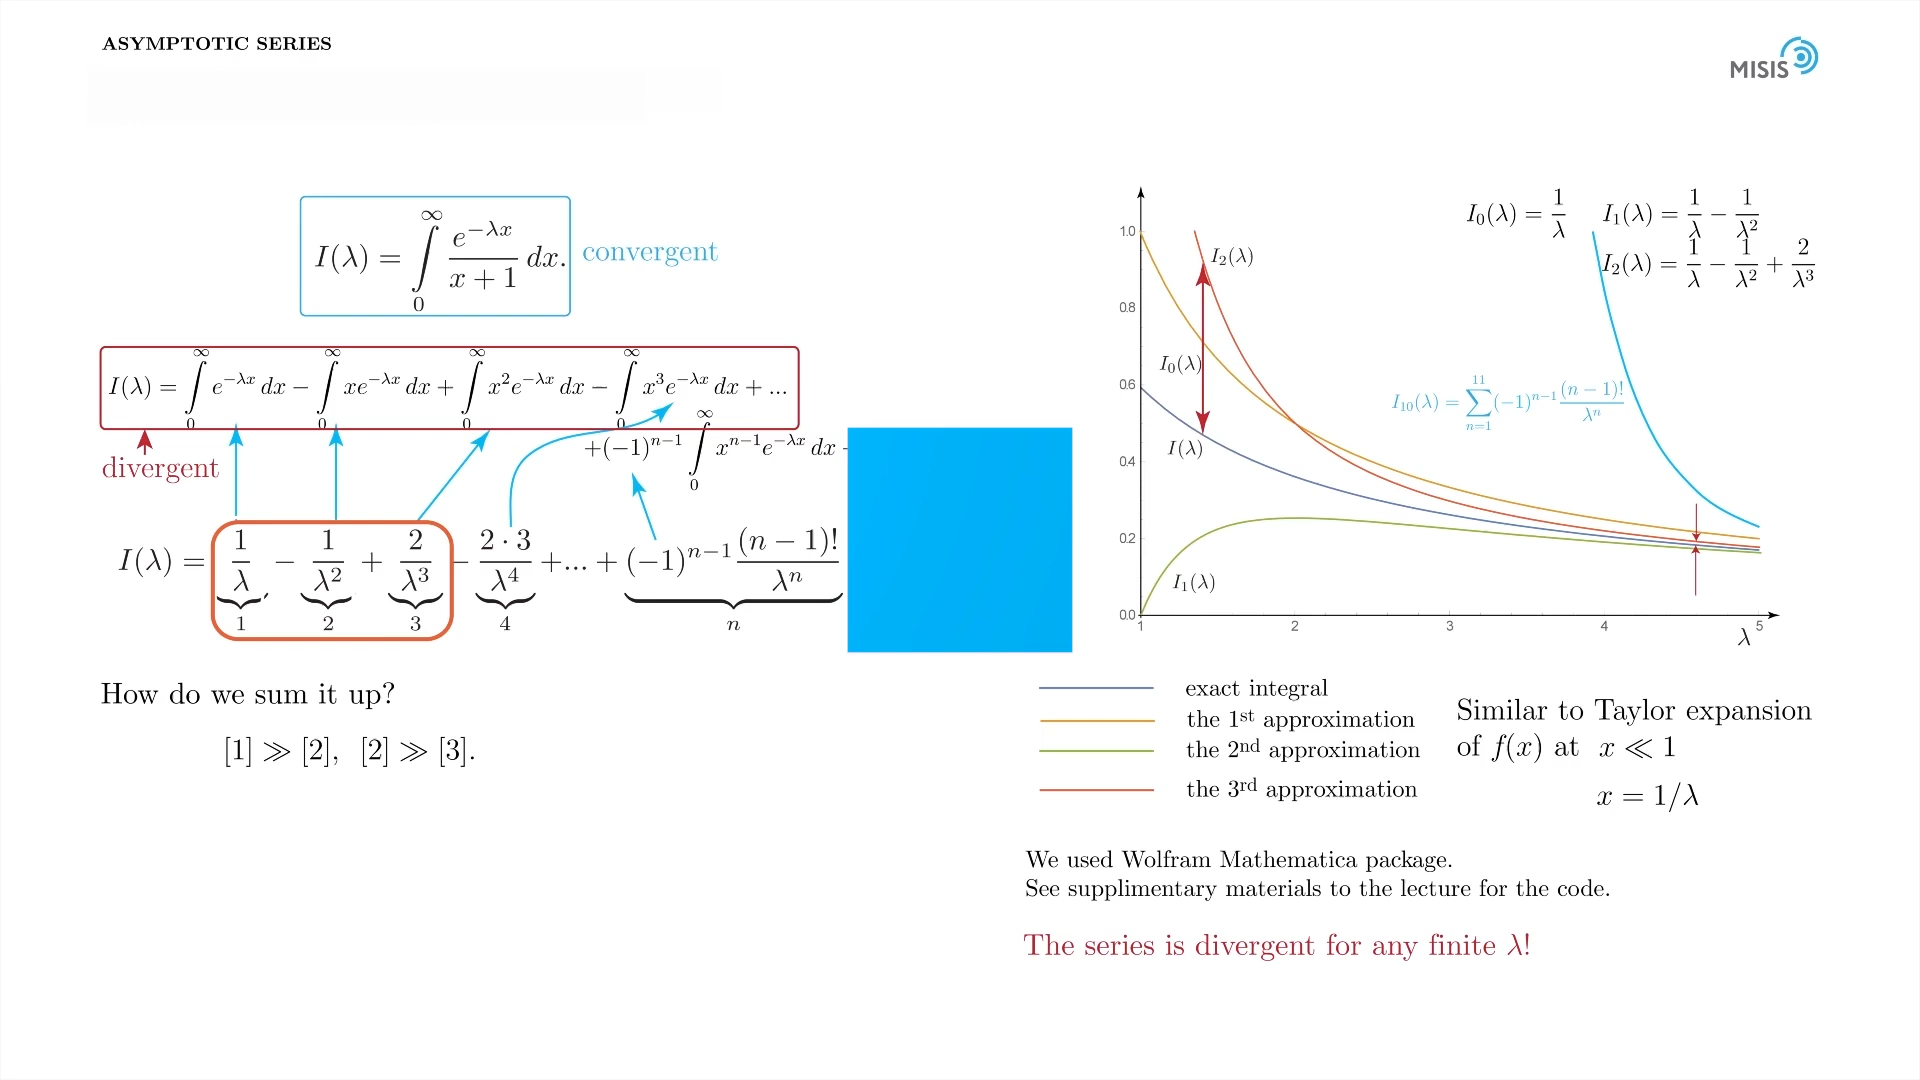 ASYMPTOTIC SERIES
MISIS
I(λ) = ∫₀^∞ e^{−λx}/(x + 1) dx. convergent
I(λ) = ∫₀^∞ e^{−λx} dx − ∫₀^∞ xe^{−λx} dx + ∫₀^∞ x²e^{−λx} dx − ∫₀^∞ x³e^{−λx} dx + ...
+(−1)^{n−1} ∫₀^∞ x^{n−1}e^{−λx} dx
divergent
I(λ) = 1/λ − 1/λ² + 2/λ³ − 2·3/λ⁴ +... + (−1)^{n−1} (n − 1)!/λⁿ
1 2 3 4 n
How do we sum it up?
[1] ≫ [2], [2] ≫ [3].
I₀(λ) = 1/λ I₁(λ) = 1/λ − 1/λ²
I₂(λ) = 1/λ − 1/λ² + 2/λ³
I₁₀(λ) = ∑_{n=1}^{11} (−1)^{n−1} (n − 1)!/λⁿ
I₂(λ)
I₀(λ)
I(λ)
I₁(λ)
1.0
0.8
0.6
0.4
0.2
0.0
1 2 3 4 5
λ
exact integral
the 1st approximation
the 2nd approximation
the 3rd approximation
Similar to Taylor expansion
of f(x) at x ≪ 1
x = 1/λ
We used Wolfram Mathematica package.
See supplimentary materials to the lecture for the code.
The series is divergent for any finite λ!